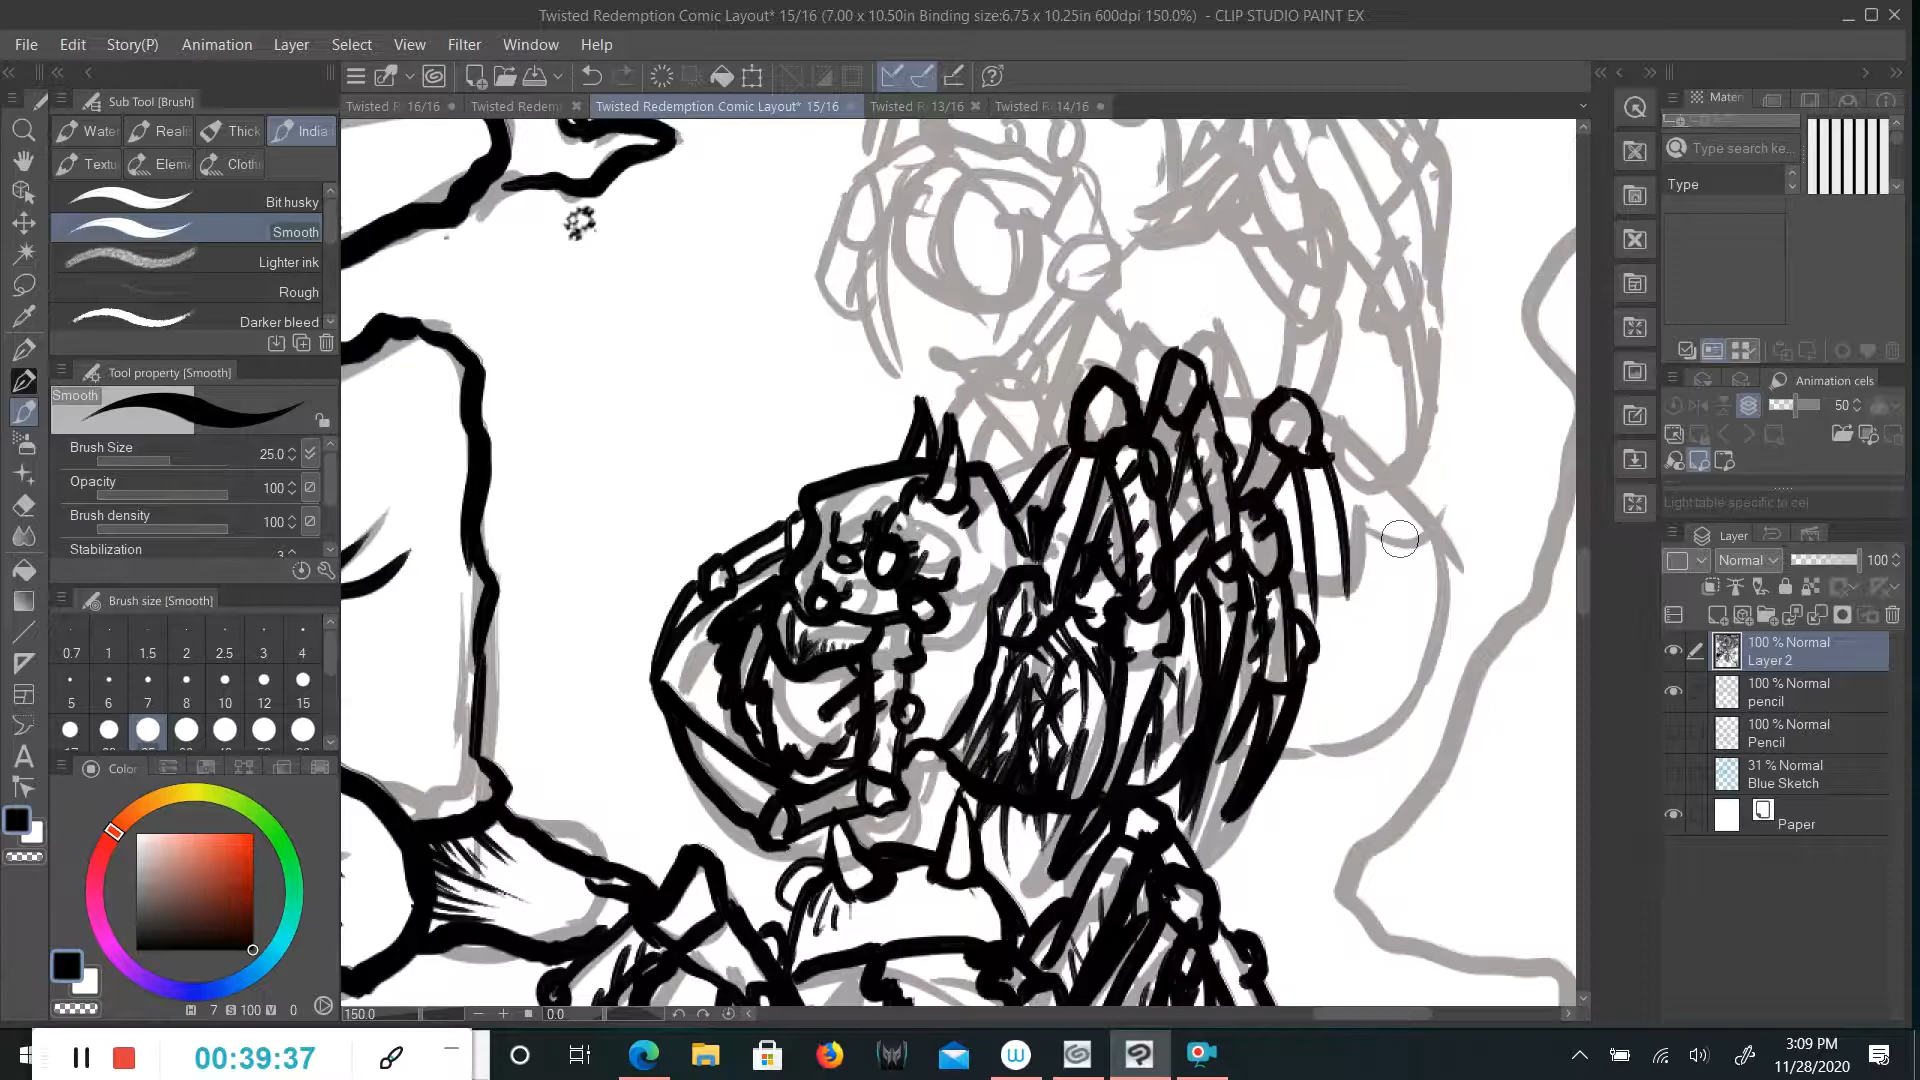 Twisted Redemption Comic Layout* 15/16 (7.00 x 10.50in Binding size:6.75 x 10.25in 600dpi 150.0%) - CLIP STUDIO PAINT EX
File Edit Story(P) Animation Layer Select View Filter Window Help
Sub Tool [Brush]
Twisted R 16/16
Twisted Redem
Twisted Redemption Comic Layout* 15/16
Twisted R 13/16
Twisted R 14/16
Mater
Water Reali Thick India
Textu Eleme Cloth
Type search ke...
Type
Bit husky
Smooth
Lighter ink
Rough
Darker bleed
Tool property [Smooth]
Smooth
Animation cels
50
Brush Size 25.0
Opacity 100
Brush density 100
Stabilization 3
Light table specific to cel
Layer
Normal 100
Brush size [Smooth]
0.7 1 1.5 2 2.5 3 4
5 6 7 8 10 12 15
100 % Normal
Layer 2
100 % Normal
pencil
100 % Normal
Pencil
31 % Normal
Blue Sketch
Paper
Color
H 7 S 100 V 0
150.0
0.0
00:39:37
3:09 PM
11/28/2020